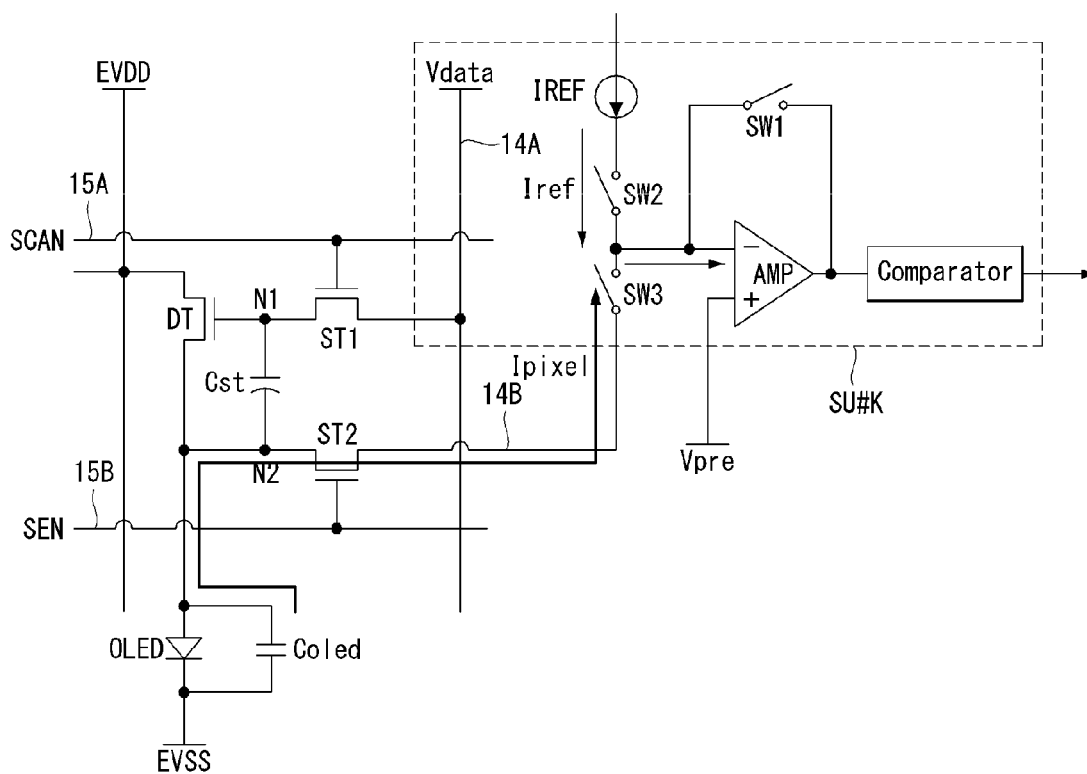 EVDD
Vdata
IREF
SW1
14A
15A
Iref
SW2
SCAN
AMP
Comparator
SW3
N1
DT
ST1
Ipixel
SU#K
Cst
14B
ST2
Vpre
N2
15B
SEN
OLED
Coled
EVSS